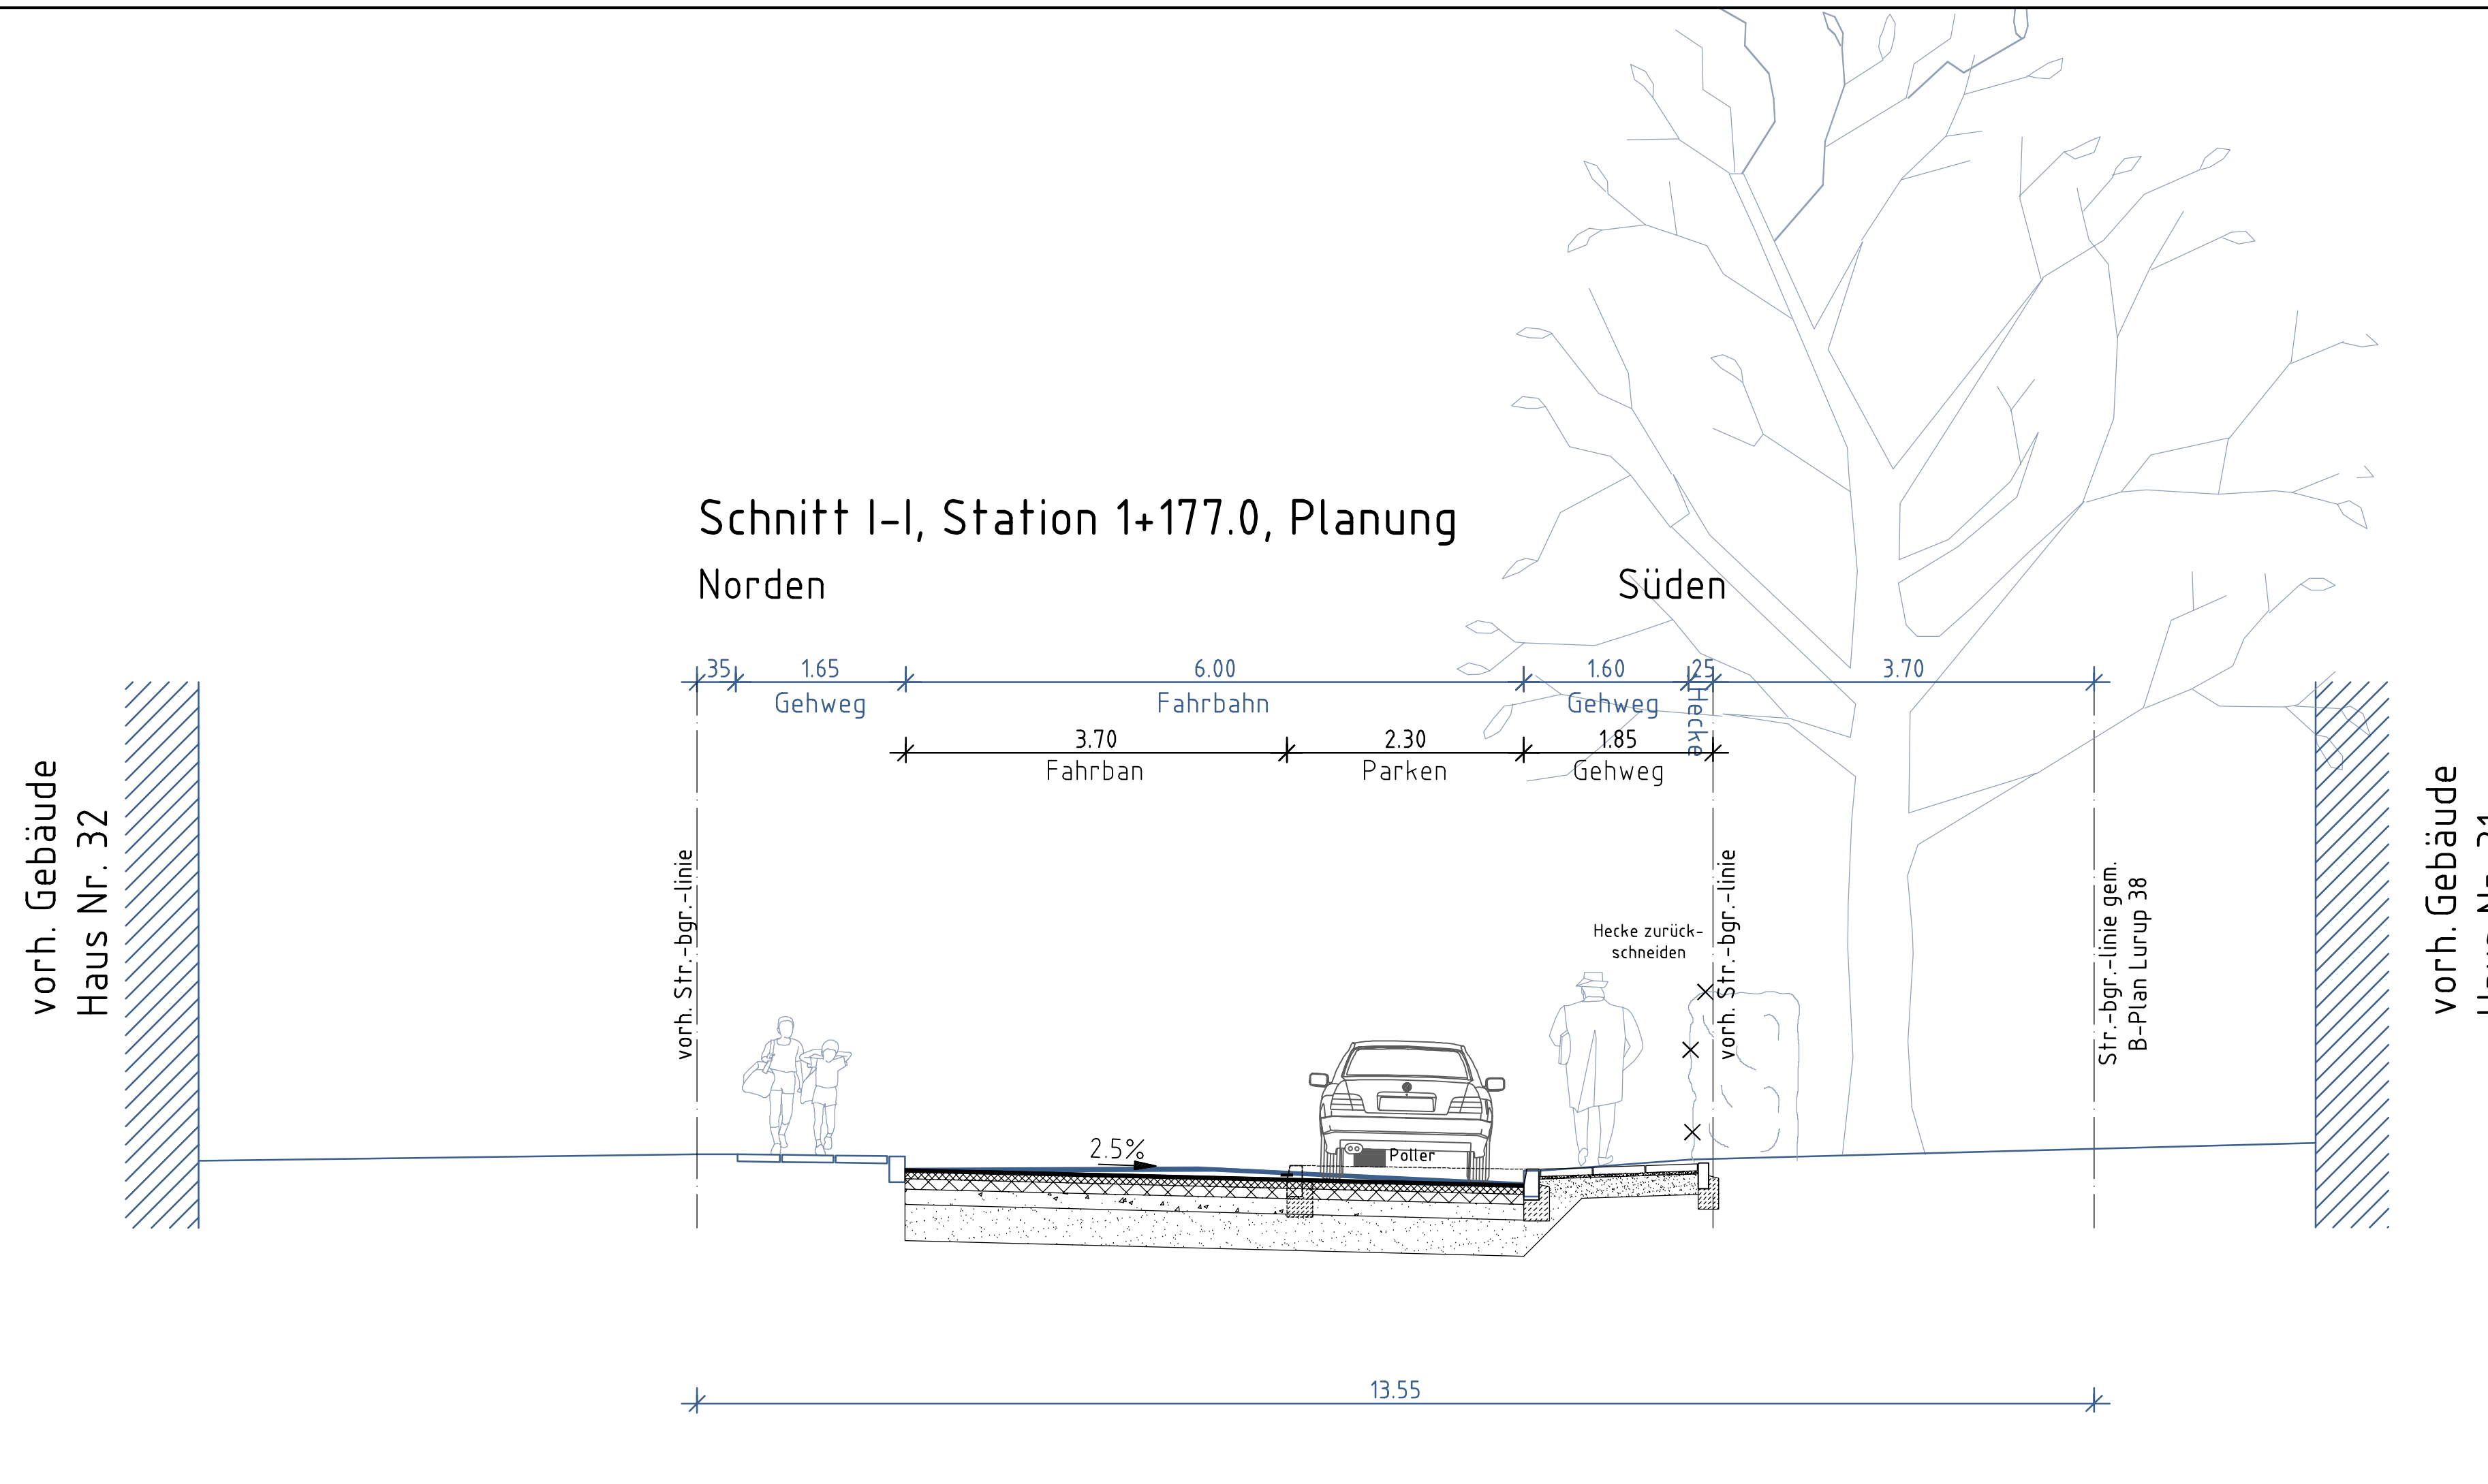 Schnitt I-I, Station 1+177.0, Planung
Norden
Süden
35
1.65
6.00
1.60
25
3.70
Gehweg
Fahrbahn
Gehweg
Hecke
3.70
2.30
1.85
Fahrban
Parken
Gehweg
vorh. Gebäude
Haus Nr. 32
vorh. Str.-bgr.-linie
Hecke zurück-
schneiden
vorh. Str.-bgr.-linie
Str.-bgr.-linie gem.
B-Plan Lurup 38
vorh. Gebäude
2.5%
Poller
13.55